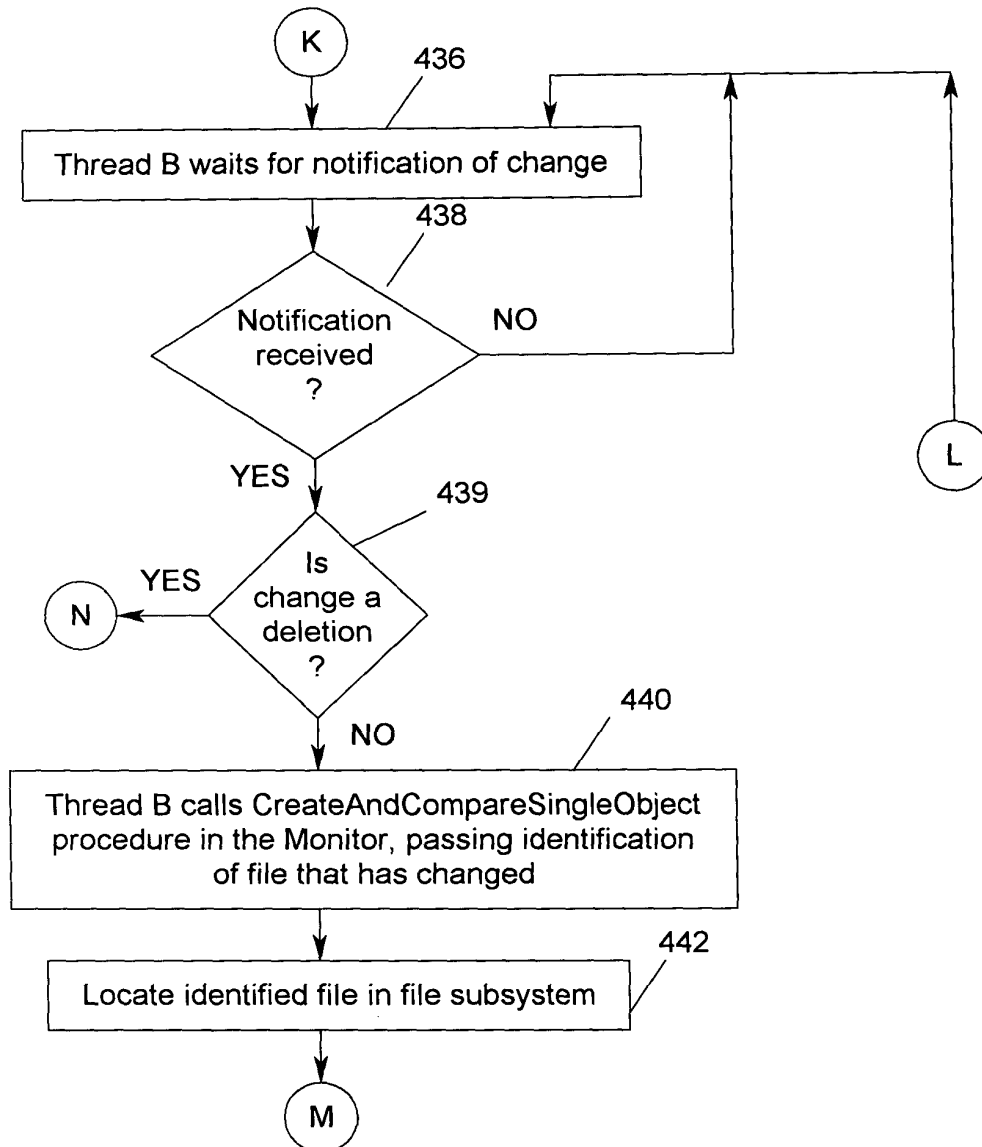 K
436
Thread B waits for notification of change
438
Notification
received
?
NO
L
YES
439
Is
change a
deletion
?
YES
N
NO
440
Thread B calls CreateAndCompareSingleObject
procedure in the Monitor, passing identification
of file that has changed
442
Locate identified file in file subsystem
M